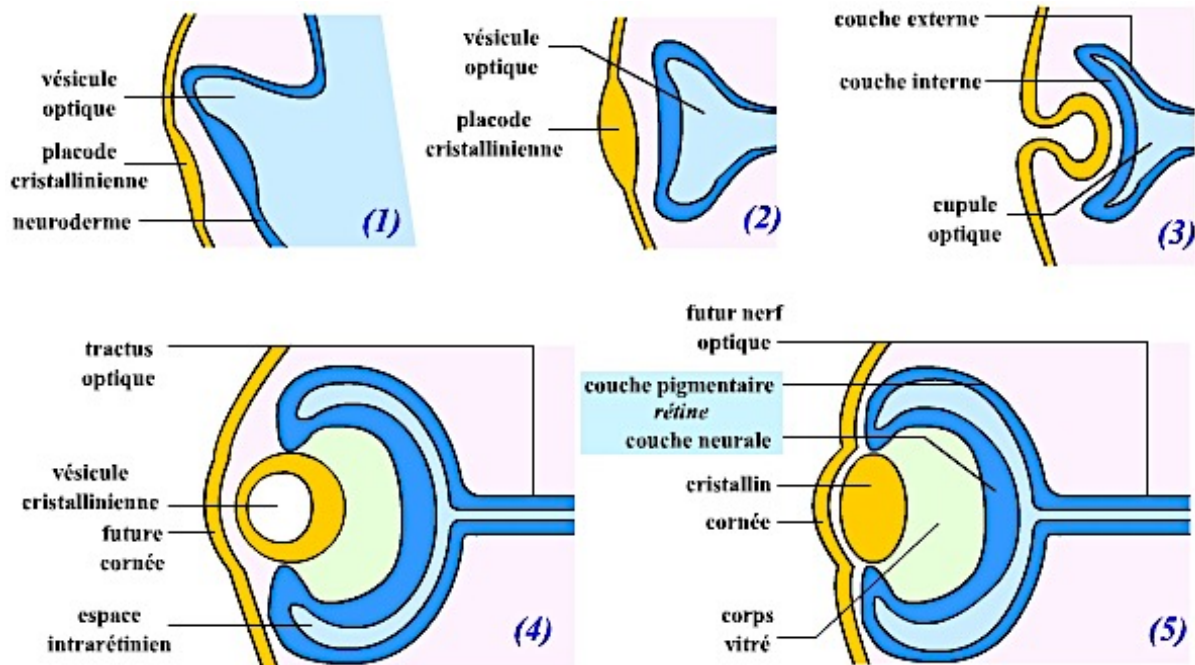 vésicule
optique
placode
cristallinienne
neuroderme
(1)
vésicule
optique
placode
cristallinienne
(2)
couche externe
couche interne
cupule
optique
(3)
tractus
optique
vésicule
cristallinienne
future
cornée
espace
intrarétinien
(4)
futur nerf
optique
couche pigmentaire
rétine
couche neurale
cristallin
cornée
corps
vitré
(5)